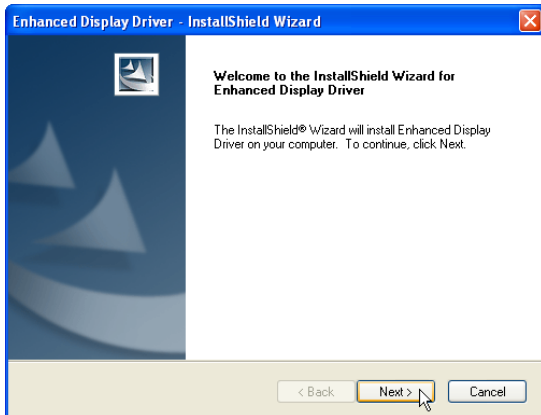 Enhanced Display Driver - InstallShield Wizard
Welcome to the InstallShield Wizard for
Enhanced Display Driver
The InstallShield® Wizard will install Enhanced Display
Driver on your computer. To continue, click Next.
< Back
Next >
Cancel